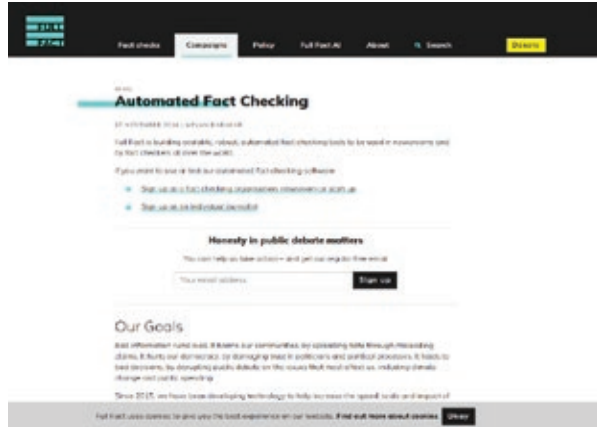 FULL
FACT
Fact checks Campaigns Policy Full Fact AI About Search Donate
Automated Fact Checking
Full Fact is building scalable, robust, automated fact checking tools to be used in newsrooms and
by fact checkers all over the world.
If you want to use or test our automated fact checking software
Sign up as a fact checking organisation, newsroom or start up
Sign up as an individual journalist
Honesty in public debate matters
You can help us take action – and get our regular free email
Your email address Sign up
Our Goals
Bad information ruins lives. It harms our communities, by spreading hate through misleading
claims. It hurts our democracy, by damaging trust in politicians and political processes. It leads to
bad decisions, by disrupting public debate on the issues that most affect us, including climate
change and public spending.
Since 2015, we have been developing technology to help increase the speed, scale and impact of
Full Fact uses cookies to give you the best experience on our website. Find out more about cookies Okay